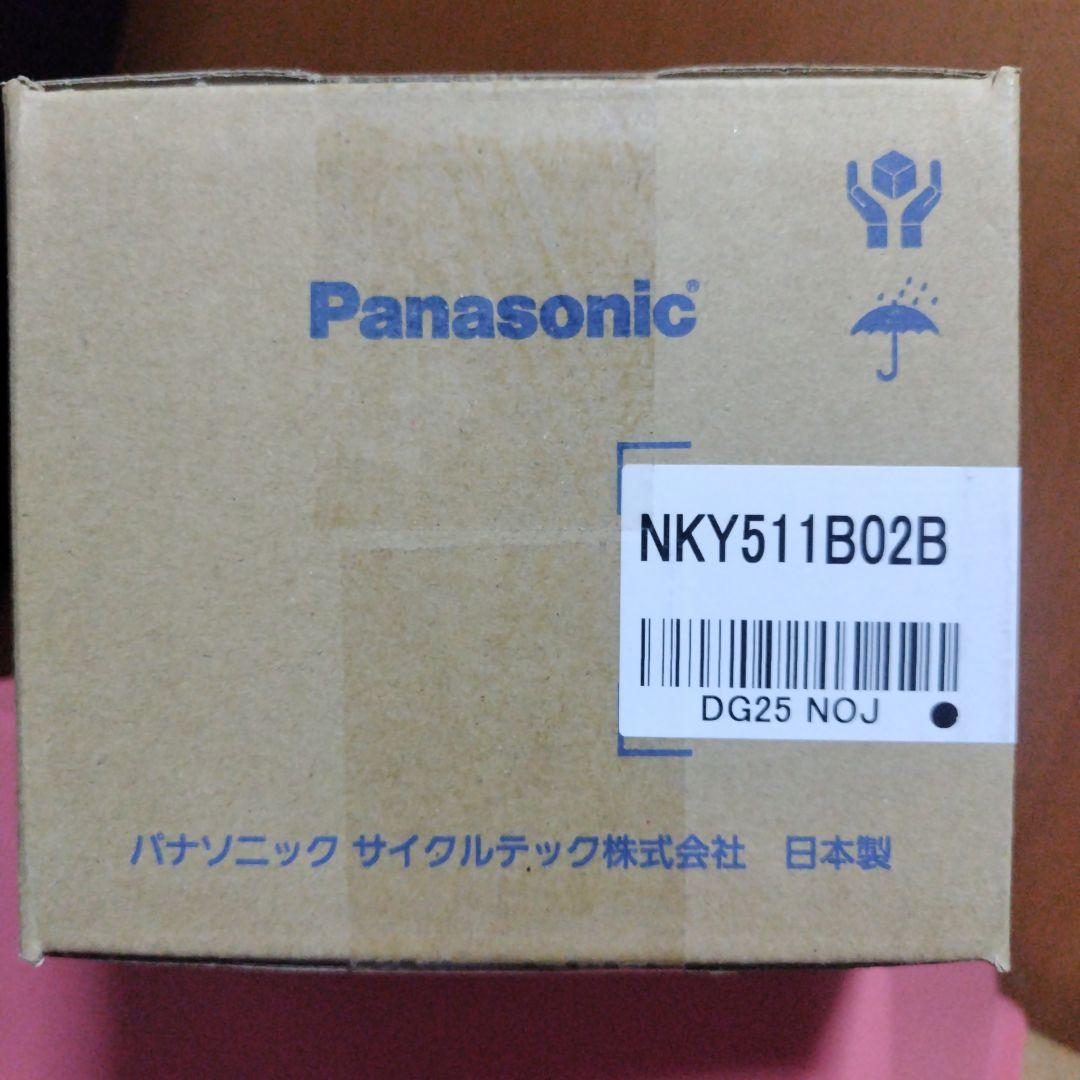 Panasonic®
NKY511B02B
DG25 NOJ
パナソニック サイクルテック株式会社 日本製